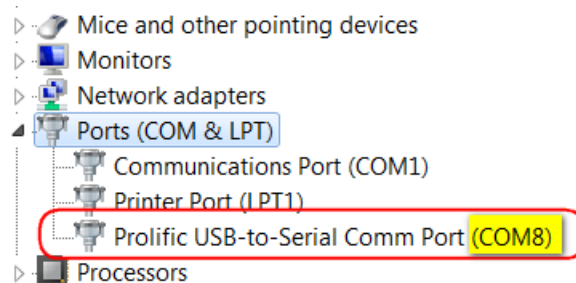 Mice and other pointing devices
Monitors
Network adapters
Ports (COM & LPT)
Communications Port (COM1)
Printer Port (LPT1)
Prolific USB-to-Serial Comm Port (COM8)
Processors